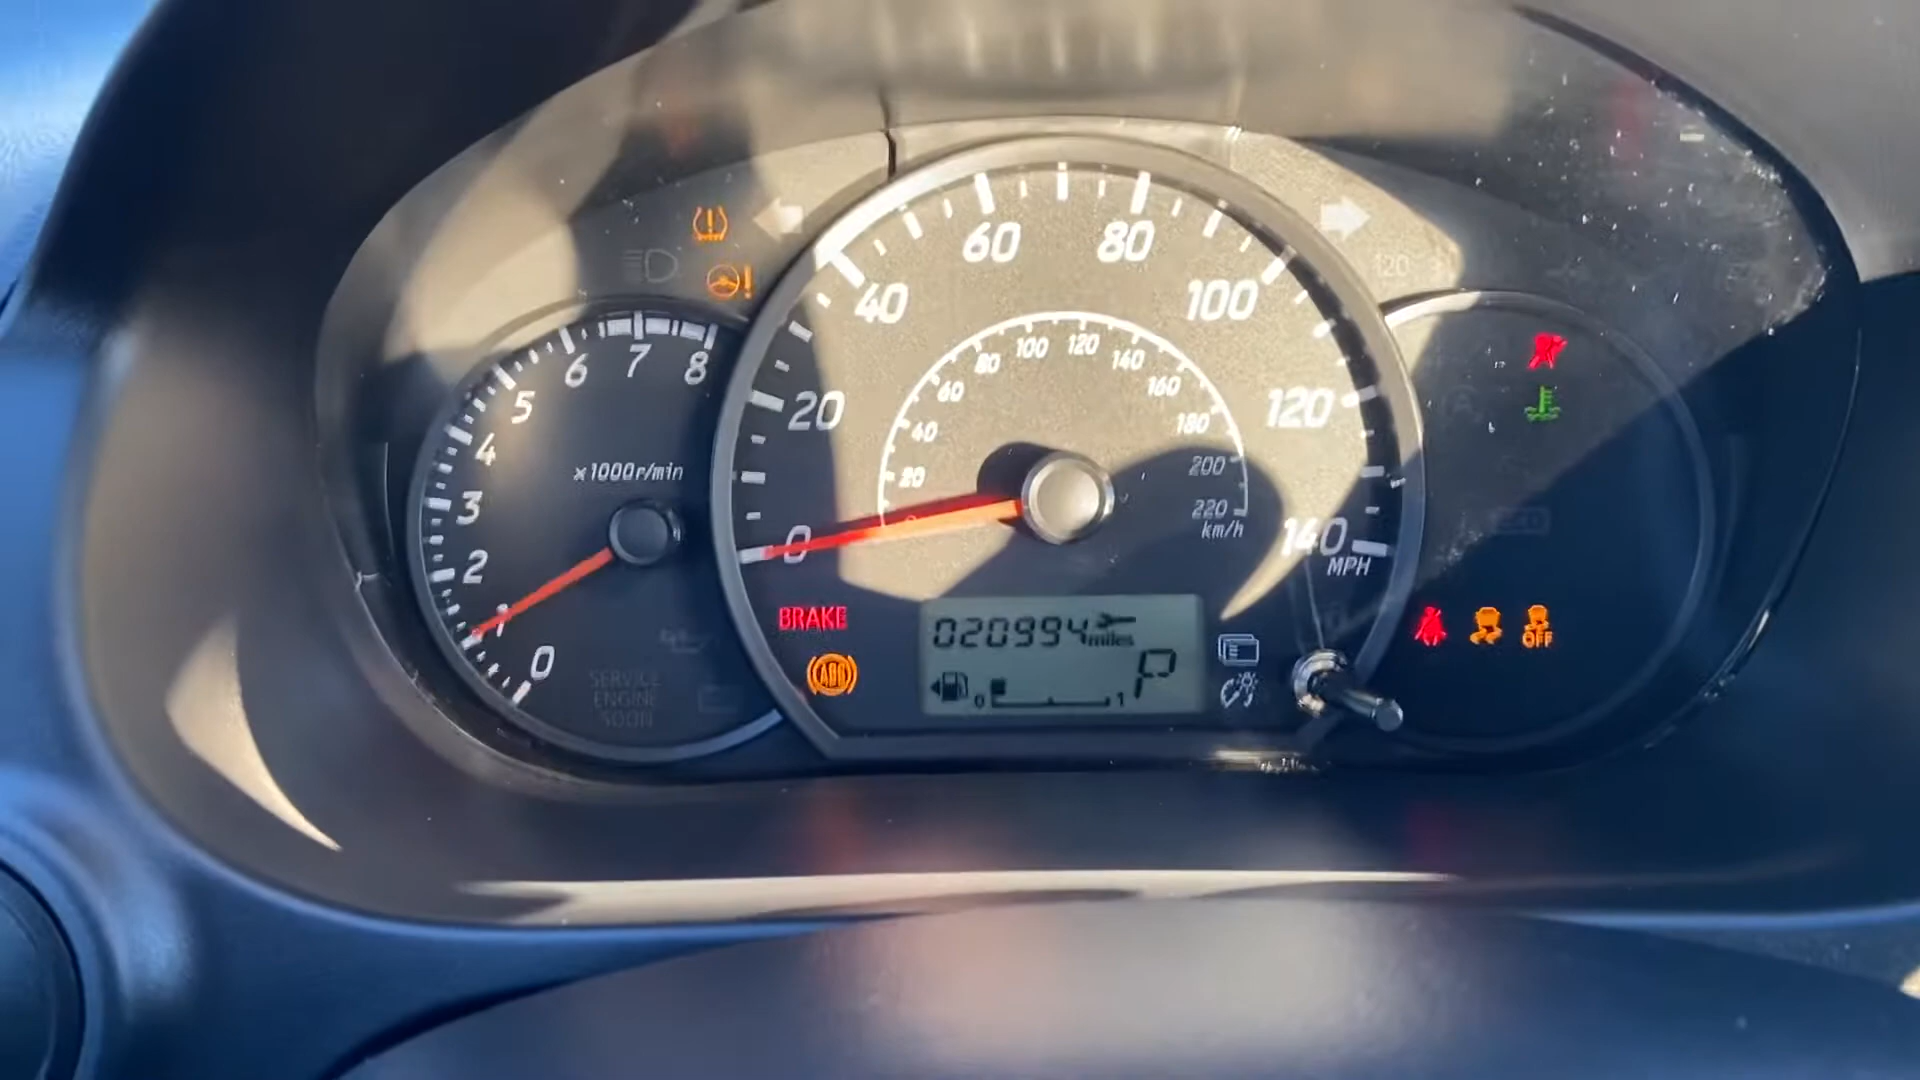 60 80
40 100
20 120
0 140
MPH
80 100 120 140
60 160
40 180
20 200
0 220
km/h
5 6 7 8
4
3
2
1
0
x1000r/min
BRAKE
ABS
020994 miles
P
0 1
SERVICE
ENGINE
SOON
OFF
120